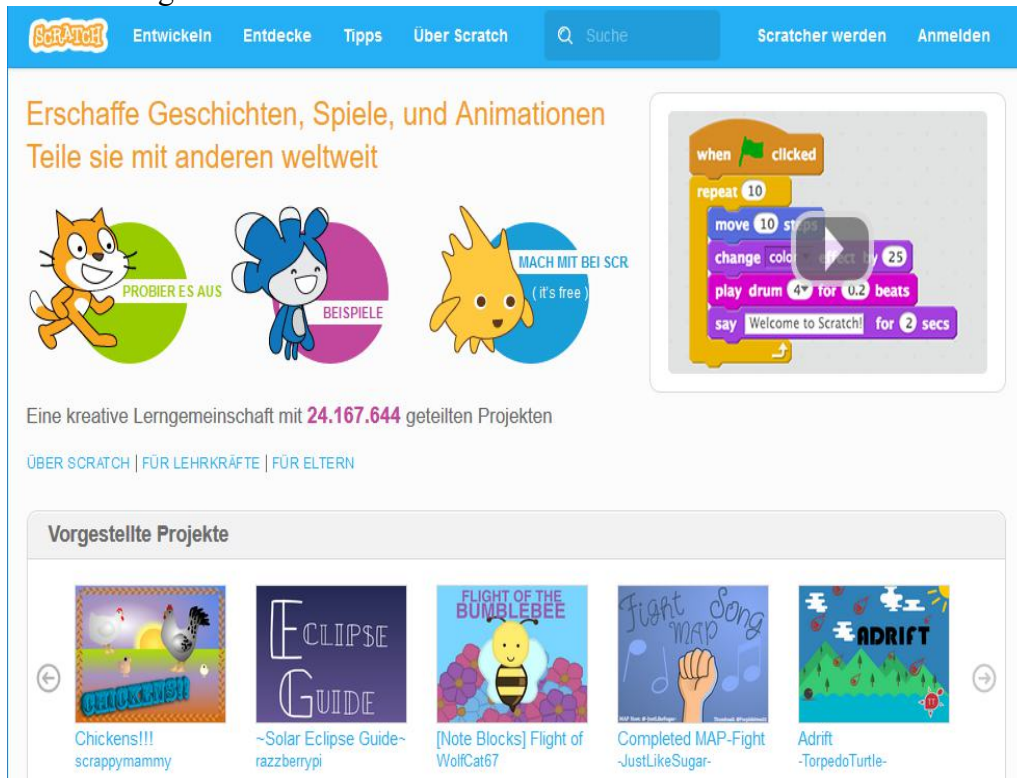 SCRATCH Entwickeln Entdecke Tipps Über Scratch Suche Scratcher werden Anmelden
Erschaffe Geschichten, Spiele, und Animationen
Teile sie mit anderen weltweit
PROBIER ES AUS
BEISPIELE
MACH MIT BEI SCR
( it's free )
when clicked
repeat 10
move 10 steps
change color effect by 25
play drum 4 for 0.2 beats
say Welcome to Scratch! for 2 secs
Eine kreative Lerngemeinschaft mit 24.167.644 geteilten Projekten
ÜBER SCRATCH | FÜR LEHRKRÄFTE | FÜR ELTERN
Vorgestellte Projekte
CHICKENS!!
Chickens!!!
scrappymammy
ECLIPSE
GUIDE
~Solar Eclipse Guide~
razzberrypi
FLIGHT OF THE
BUMBLEBEE
[Note Blocks] Flight of
WolfCat67
Fight Song
MAP
Completed MAP-Fight
-JustLikeSugar-
ADRIFT
TT
Adrift
-TorpedoTurtle-